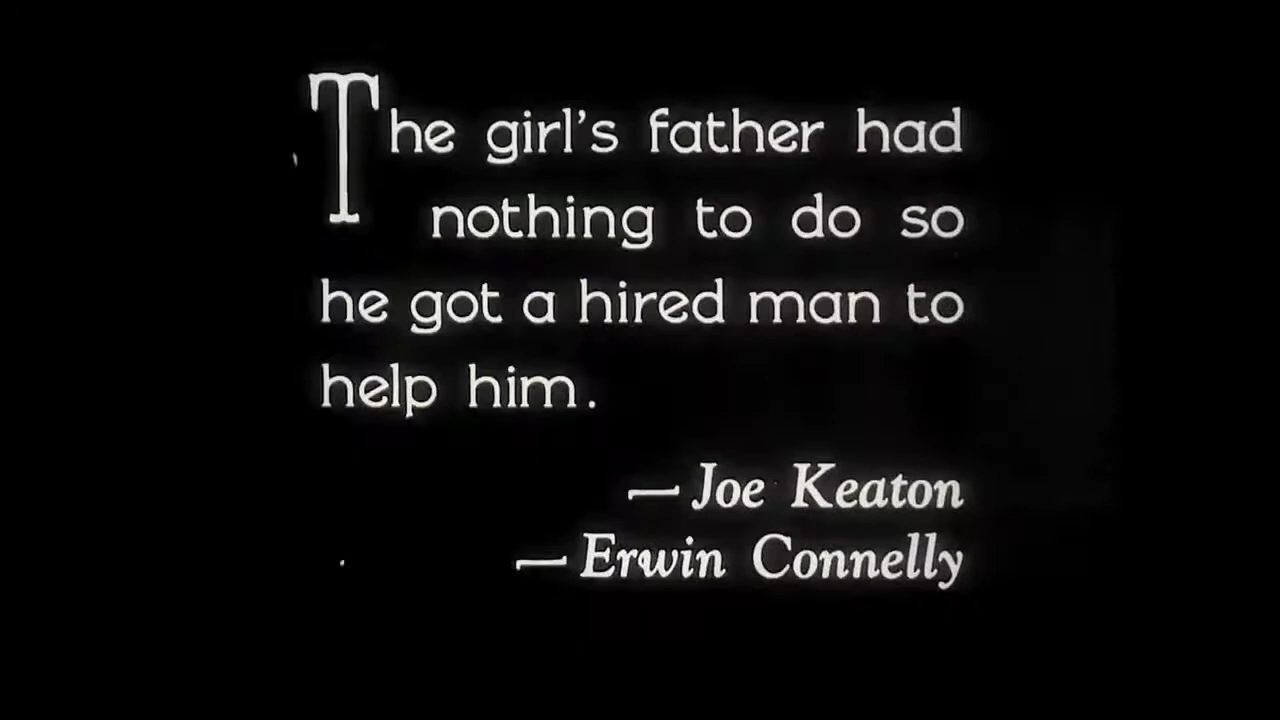 The girl's father had
nothing to do so
he got a hired man to
help him.
— Joe Keaton
— Erwin Connelly